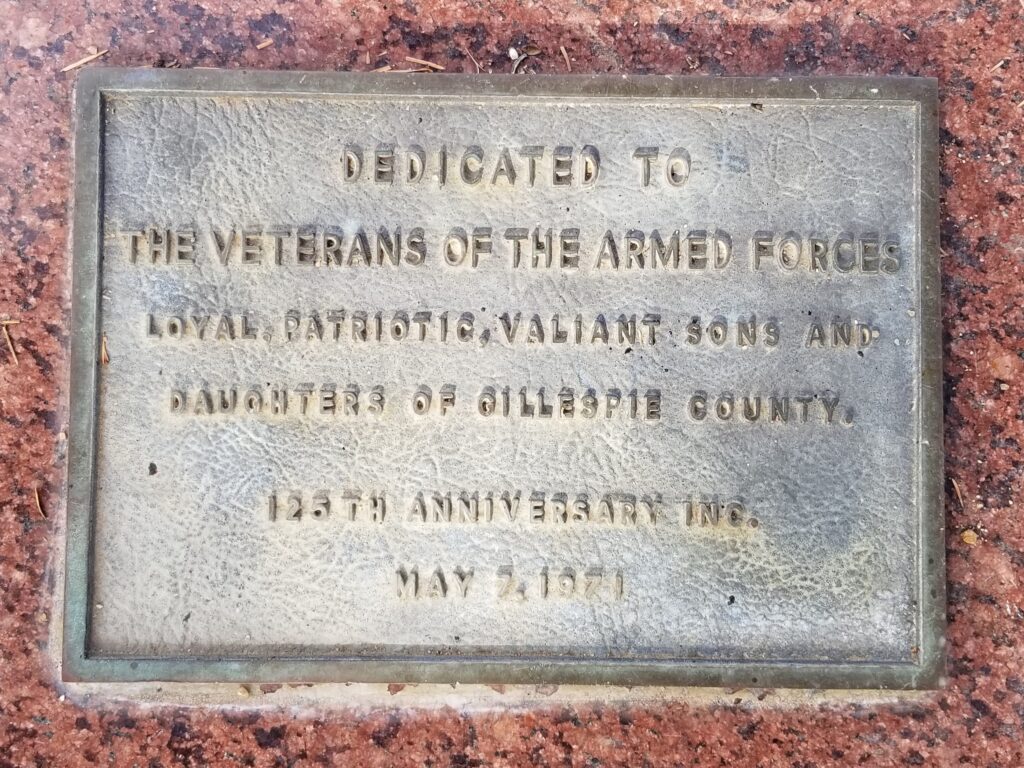 DEDICATED TO
THE VETERANS OF THE ARMED FORCES
LOYAL, PATRIOTIC, VALIANT SONS AND
DAUGHTERS OF GILLESPIE COUNTY.
125TH ANNIVERSARY INC.
MAY 7, 1971